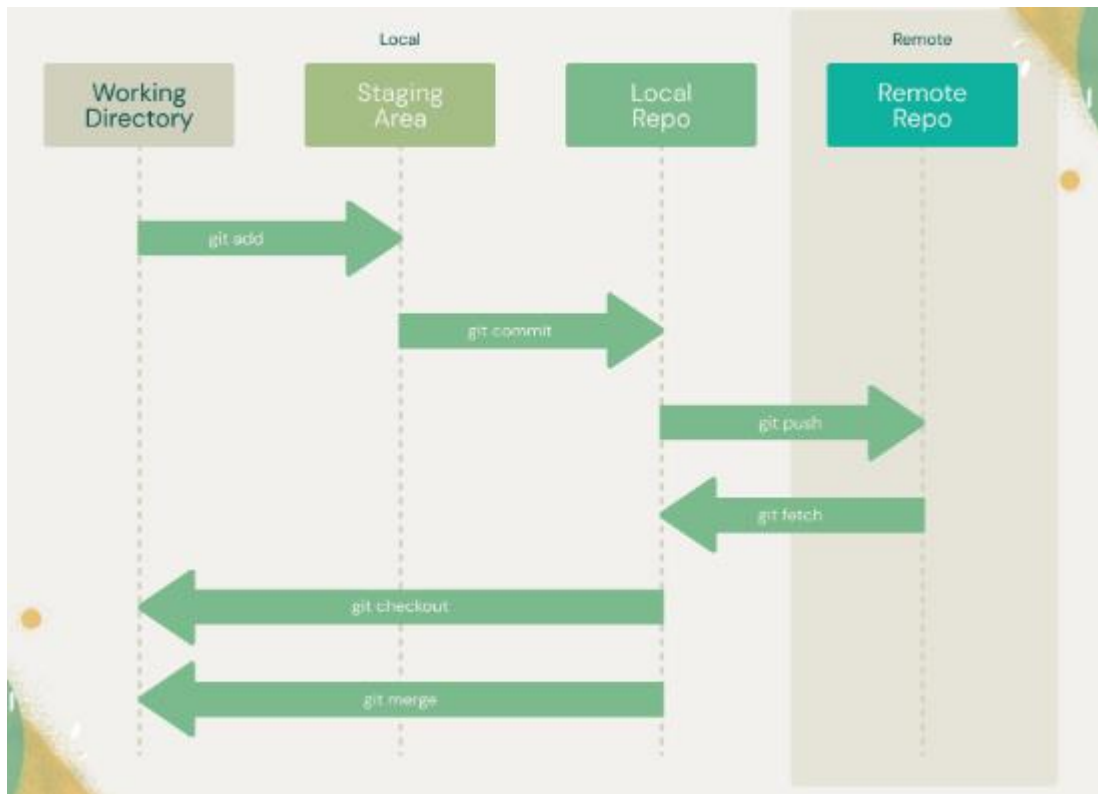 Local
Remote
Working
Directory
Staging
Area
Local
Repo
Remote
Repo
git add
git commit
git push
git fetch
git checkout
git merge